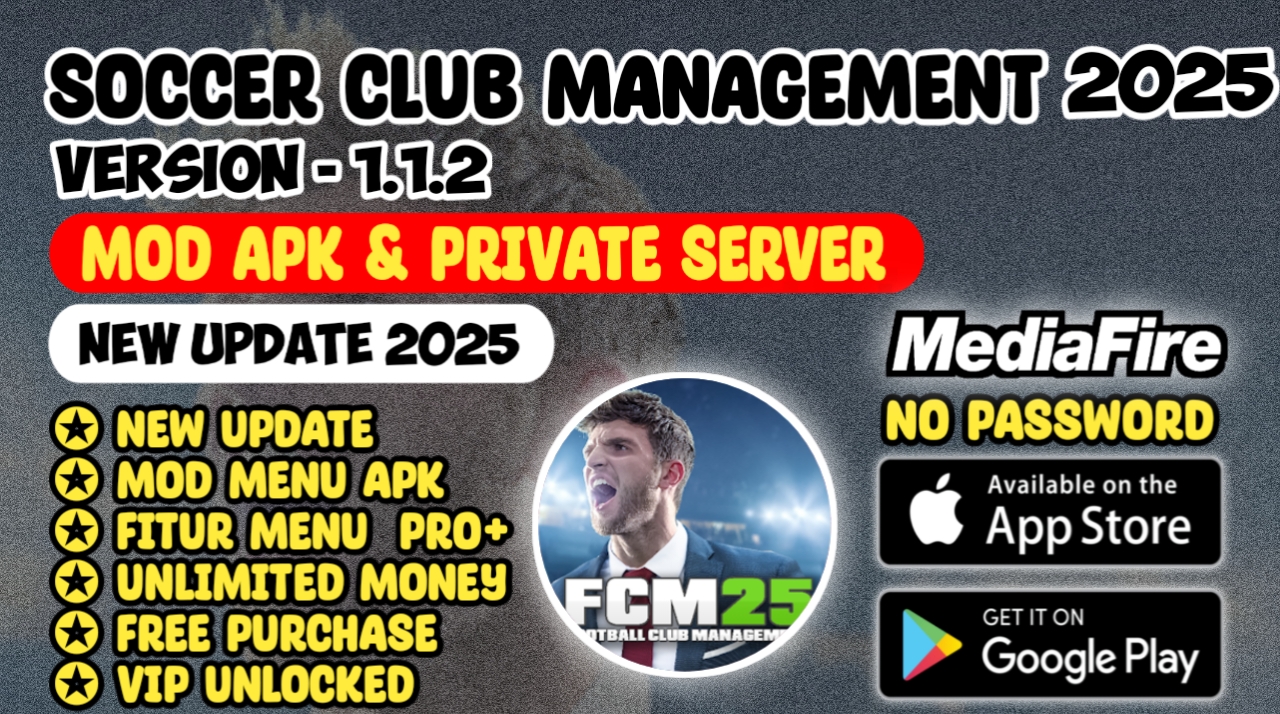 SOCCER CLUB MANAGEMENT 2025
VERSION - 1.1.2
MOD APK & PRIVATE SERVER
NEW UPDATE 2025
NEW UPDATE
MOD MENU APK
FITUR MENU PRO+
UNLIMITED MONEY
FREE PURCHASE
VIP UNLOCKED
FCM25
OTBALL CLUB MANAGEM
MediaFire
NO PASSWORD
Available on the
App Store
GET IT ON
Google Play